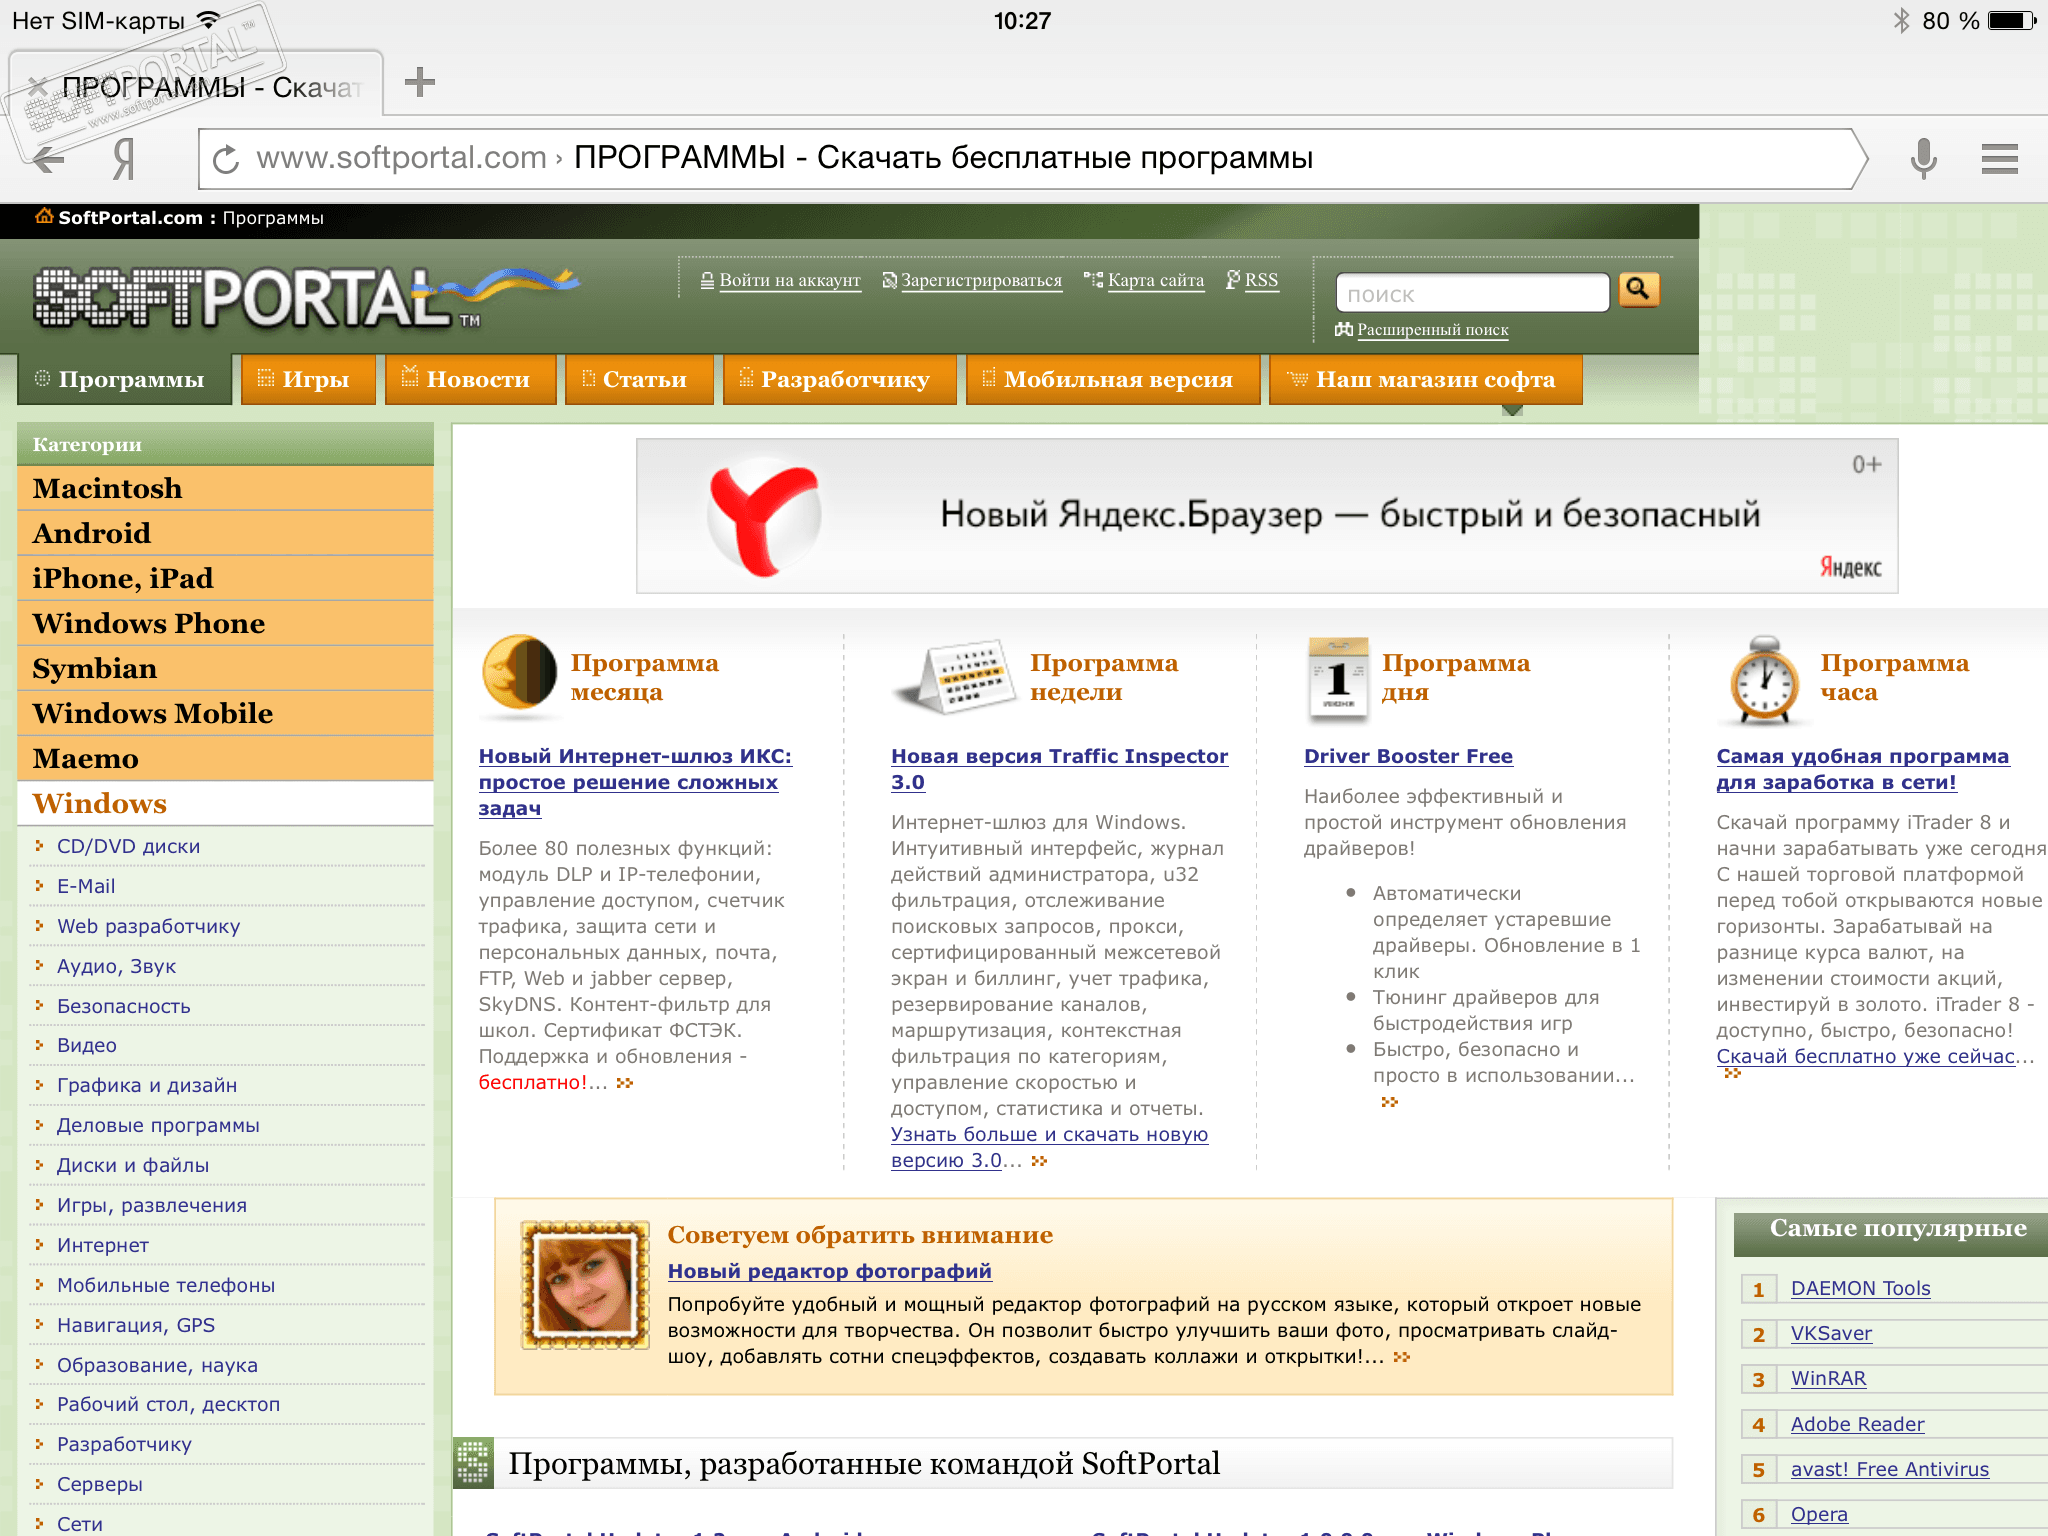 Нет SIM-карты
10:27
80 %
ПРОГРАММЫ - Скачат
SOFTPORTAL™
www.softportal.com
Я
www.softportal.com › ПРОГРАММЫ - Скачать бесплатные программы
SoftPortal.com : Программы
SOFTPORTAL™
Войти на аккаунт
Зарегистрироваться
Карта сайта
RSS
поиск
Расширенный поиск
Программы
Игры
Новости
Статьи
Разработчику
Мобильная версия
Наш магазин софта
Категории
Macintosh
Android
iPhone, iPad
Windows Phone
Symbian
Windows Mobile
Maemo
Windows
CD/DVD диски
E-Mail
Web разработчику
Аудио, Звук
Безопасность
Видео
Графика и дизайн
Деловые программы
Диски и файлы
Игры, развлечения
Интернет
Мобильные телефоны
Навигация, GPS
Образование, наука
Рабочий стол, десктоп
Разработчику
Серверы
Сети
0+
Новый Яндекс.Браузер — быстрый и безопасный
Яндекс
Программа
месяца
Новый Интернет-шлюз ИКС:
простое решение сложных
задач
Более 80 полезных функций:
модуль DLP и IP-телефонии,
управление доступом, счетчик
трафика, защита сети и
персональных данных, почта,
FTP, Web и jabber сервер,
SkyDNS. Контент-фильтр для
школ. Сертификат ФСТЭК.
Поддержка и обновления -
бесплатно!...
Программа
недели
Новая версия Traffic Inspector
3.0
Интернет-шлюз для Windows.
Интуитивный интерфейс, журнал
действий администратора, u32
фильтрация, отслеживание
поисковых запросов, прокси,
сертифицированный межсетевой
экран и биллинг, учет трафика,
резервирование каналов,
маршрутизация, контекстная
фильтрация по категориям,
управление скоростью и
доступом, статистика и отчеты.
Узнать больше и скачать новую
версию 3.0...
1
Программа
дня
Driver Booster Free
Наиболее эффективный и
простой инструмент обновления
драйверов!
• Автоматически
определяет устаревшие
драйверы. Обновление в 1
клик
• Тюнинг драйверов для
быстродействия игр
• Быстро, безопасно и
просто в использовании...
Программа
часа
Самая удобная программа
для заработка в сети!
Скачай программу iTrader 8 и
начни зарабатывать уже сегодня
С нашей торговой платформой
перед тобой открываются новые
горизонты. Зарабатывай на
разнице курса валют, на
изменении стоимости акций,
инвестируй в золото. iTrader 8 -
доступно, быстро, безопасно!
Скачай бесплатно уже сейчас...
Советуем обратить внимание
Новый редактор фотографий
Попробуйте удобный и мощный редактор фотографий на русском языке, который откроет новые
возможности для творчества. Он позволит быстро улучшить ваши фото, просматривать слайд-
шоу, добавлять сотни спецэффектов, создавать коллажи и открытки!...
Самые популярные
1 DAEMON Tools
2 VKSaver
3 WinRAR
4 Adobe Reader
5 avast! Free Antivirus
6 Opera
S Программы, разработанные командой SoftPortal